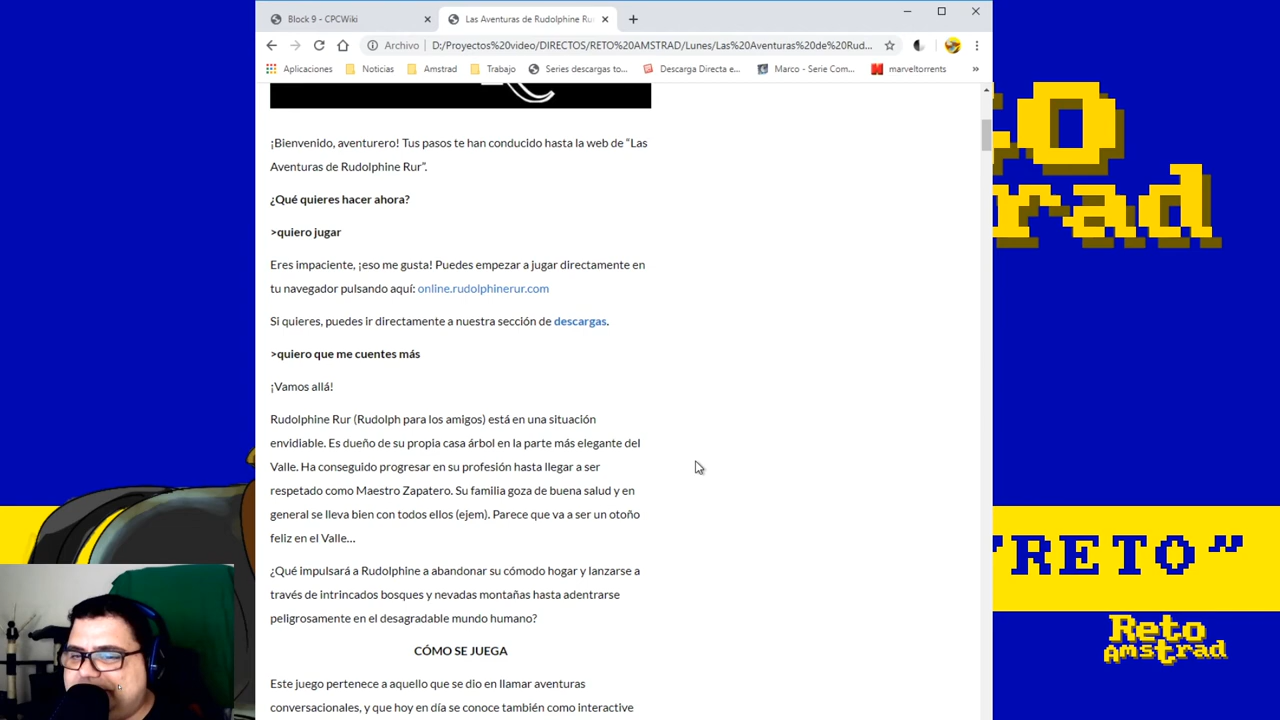 Block 9 - CPCWiki
Las Aventuras de Rudolphine Ru
Archivo D:/Proyectos%20video/DIRECTOS/RETO%20AMSTRAD/Lunes/Las%20Aventuras%20de%20Rud...
Aplicaciones Noticias Amstrad Trabajo Series descargas to... Descarga Directa e... Marco - Serie Com... marveltorrents »
¡Bienvenido, aventurero! Tus pasos te han conducido hasta la web de “Las
Aventuras de Rudolphine Rur”.
¿Qué quieres hacer ahora?
>quiero jugar
Eres impaciente, ¡eso me gusta! Puedes empezar a jugar directamente en
tu navegador pulsando aquí: online.rudolphinerur.com
Si quieres, puedes ir directamente a nuestra sección de descargas.
>quiero que me cuentes más
¡Vamos allá!
Rudolphine Rur (Rudolph para los amigos) está en una situación
envidiable. Es dueño de su propia casa árbol en la parte más elegante del
Valle. Ha conseguido progresar en su profesión hasta llegar a ser
respetado como Maestro Zapatero. Su familia goza de buena salud y en
general se lleva bien con todos ellos (ejem). Parece que va a ser un otoño
feliz en el Valle...
¿Qué impulsará a Rudolphine a abandonar su cómodo hogar y lanzarse a
través de intrincados bosques y nevadas montañas hasta adentrarse
peligrosamente en el desagradable mundo humano?
CÓMO SE JUEGA
Este juego pertenece a aquello que se dio en llamar aventuras
conversacionales, y que hoy en día se conoce también como interactive
rad
"RETO"
Reto
Amstrad